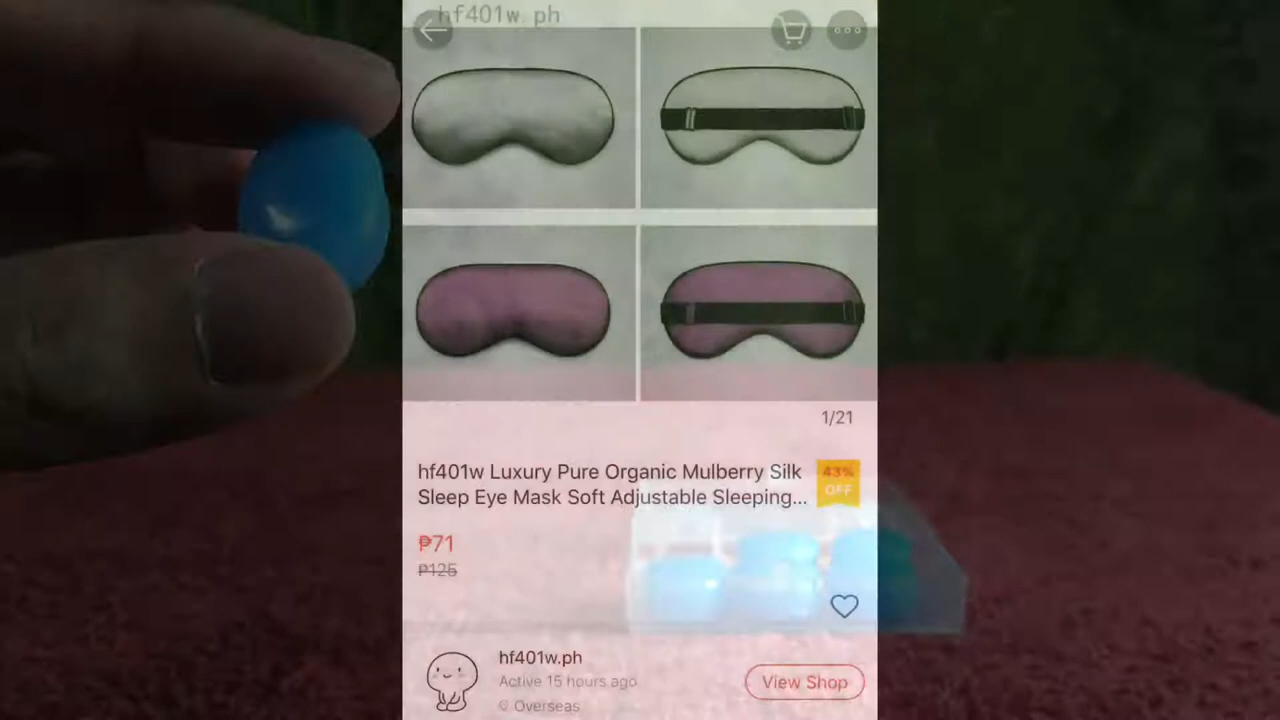 hf401w.ph
1/21
hf401w Luxury Pure Organic Mulberry Silk
Sleep Eye Mask Soft Adjustable Sleeping...
43%
OFF
₱71
₱125
hf401w.ph
Active 15 hours ago
Overseas
View Shop